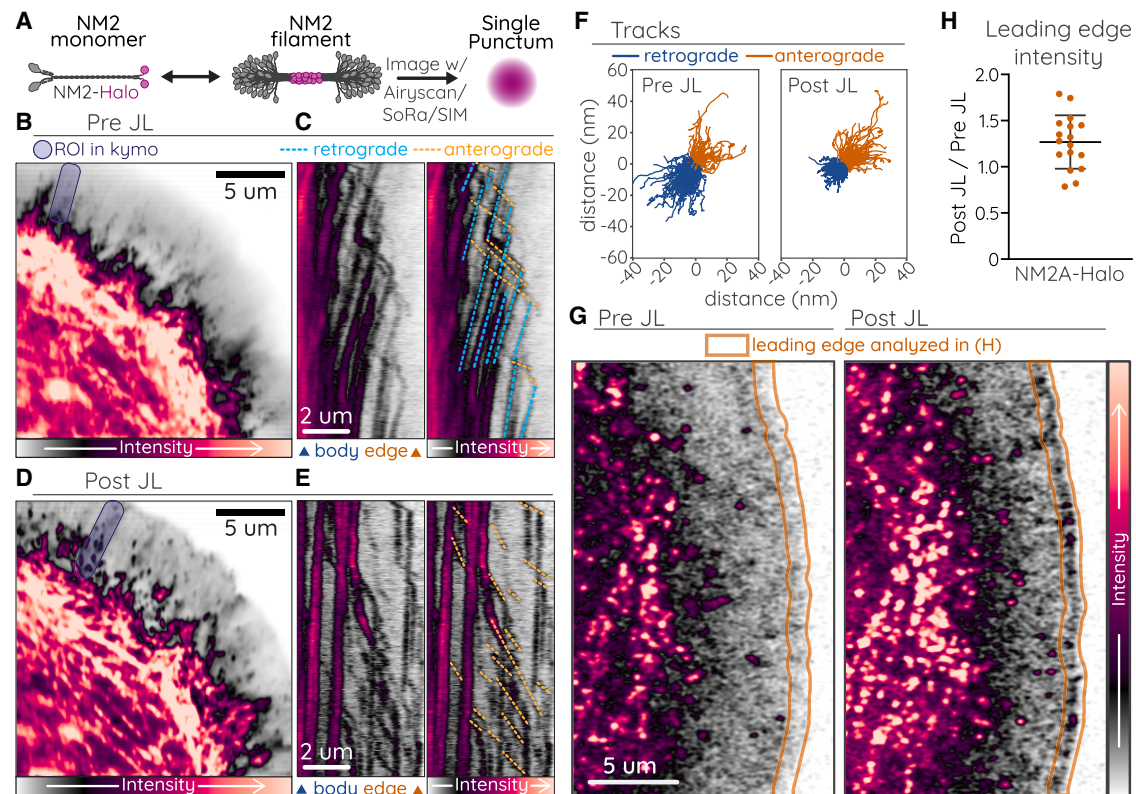 A
NM2 monomer
NM2 filament
Single Punctum
NM2-Halo
Image w/ Airyscan/ SoRa/SIM
B
Pre JL
ROI in kymo
5 um
Intensity
C
retrograde
anterograde
2 um
body edge
Intensity
D
Post JL
5 um
Intensity
E
2 um
body edge
Intensity
F
Tracks
retrograde
anterograde
Pre JL
Post JL
distance (nm)
60
40
20
0
-20
-40
-60
-40
-20
0
20
40
-40
-20
0
20
40
distance (nm)
G
Pre JL
Post JL
leading edge analyzed in (H)
5 um
Intensity
H
Leading edge
intensity
Post JL / Pre JL
2.0
1.5
1.0
0.5
0
NM2A-Halo